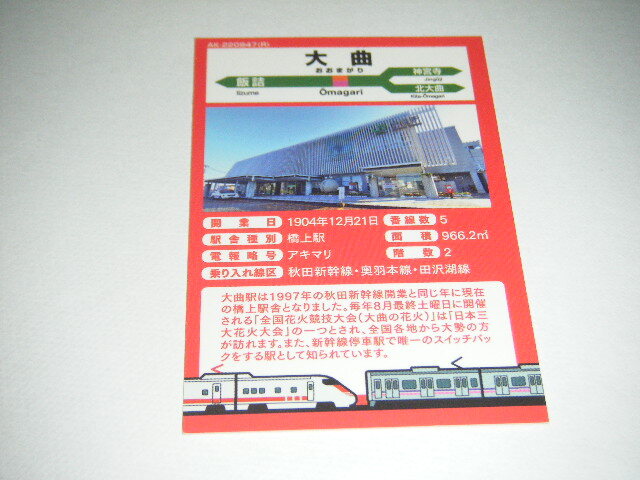 AK-220947(R)
大曲
おおまがり
飯詰
Iizume
Ōmagari
神宮寺
Jingūji
北大曲
Kita-Ōmagari
開業日 1904年12月21日 番線数 5
駅舎種別 橋上駅 面積 966.2㎡
電報略号 アキマリ 階数 2
乗り入れ線区 秋田新幹線・奥羽本線・田沢湖線
大曲駅は1997年の秋田新幹線開業と同じ年に現在
の橋上駅舎となりました。毎年8月最終土曜日に開催
される「全国花火競技大会(大曲の花火)」は「日本三
大花火大会」の一つとされ、全国各地から大勢の方
が訪れます。また、新幹線停車駅で唯一のスイッチバッ
クをする駅として知られています。